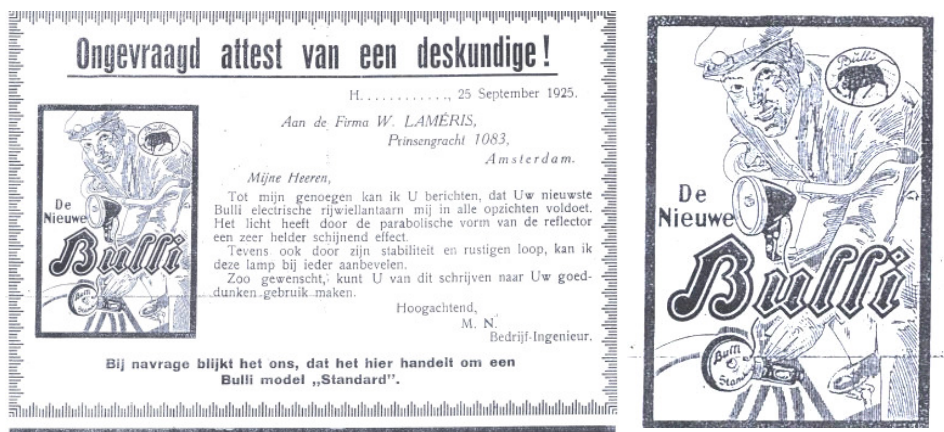 Ongevraagd attest van een deskundige!
H. . . . . . . . . . . ., 25 September 1925.
Aan de Firma W. LAMÉRIS,
Prinsengracht 1083,
Amsterdam.
Mijne Heeren,
Tot mijn genoegen kan ik U berichten, dat Uw nieuwste
Bulli electrische rijwiellantaarn mij in alle opzichten voldoet.
Het licht heeft door de parabolische vorm van de reflector
een zeer helder schijnend effect.
Tevens ook door zijn stabiliteit en rustigen loop, kan ik
deze lamp bij ieder aanbevelen.
Zoo gewenscht, kunt U van dit schrijven naar Uw goed-
dunken gebruik maken.
Hoogachtend,
M. N.
Bedrijf-Ingenieur.
De
Nieuwe
Bulli
Bulli
Bij navrage blijkt het ons, dat het hier handelt om een
Bulli model „Standard".
Bulli
De
Nieuwe
Bulli
Bulli